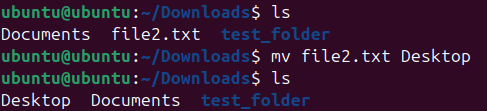 ubuntu@ubuntu:~/Downloads$ ls
Documents  file2.txt  test_folder
ubuntu@ubuntu:~/Downloads$ mv file2.txt Desktop
ubuntu@ubuntu:~/Downloads$ ls
Desktop  Documents  test_folder